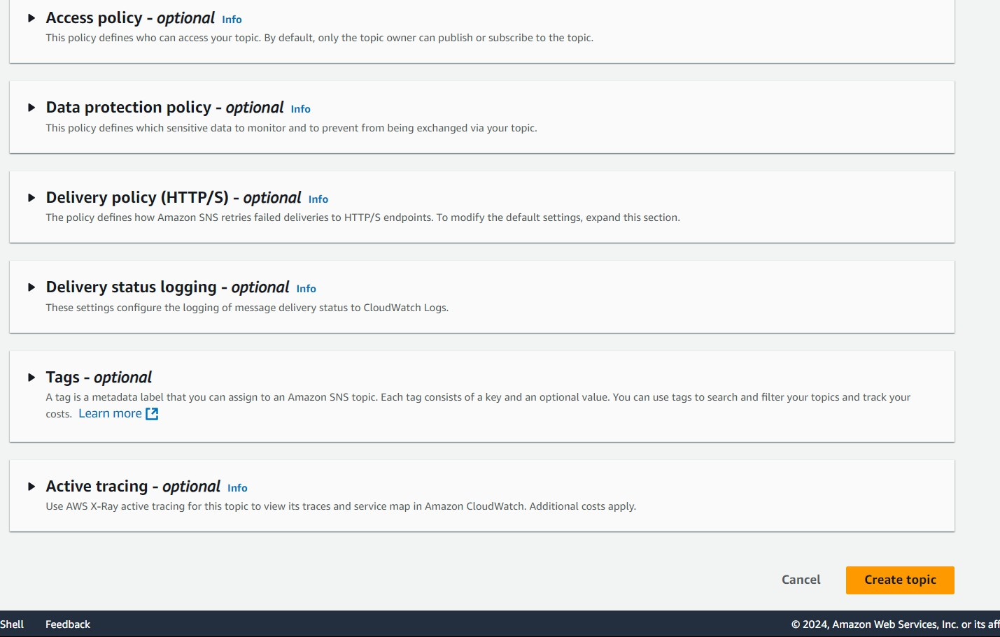 Access policy - optional Info
This policy defines who can access your topic. By default, only the topic owner can publish or subscribe to the topic.
Data protection policy - optional Info
This policy defines which sensitive data to monitor and to prevent from being exchanged via your topic.
Delivery policy (HTTP/S) - optional Info
The policy defines how Amazon SNS retries failed deliveries to HTTP/S endpoints. To modify the default settings, expand this section.
Delivery status logging - optional Info
These settings configure the logging of message delivery status to CloudWatch Logs.
Tags - optional
A tag is a metadata label that you can assign to an Amazon SNS topic. Each tag consists of a key and an optional value. You can use tags to search and filter your topics and track your
costs. Learn more
Active tracing - optional Info
Use AWS X-Ray active tracing for this topic to view its traces and service map in Amazon CloudWatch. Additional costs apply.
Cancel Create topic
Shell Feedback © 2024, Amazon Web Services, Inc. or its aff